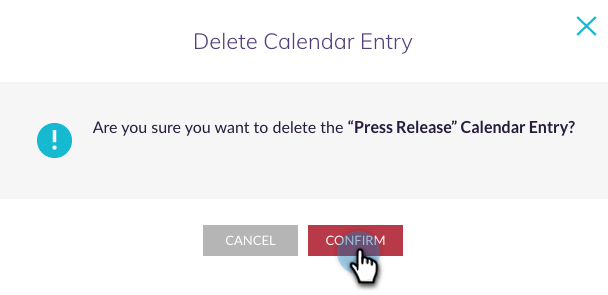 Delete Calendar Entry
Are you sure you want to delete the “Press Release” Calendar Entry?
CANCEL
CONFIRM